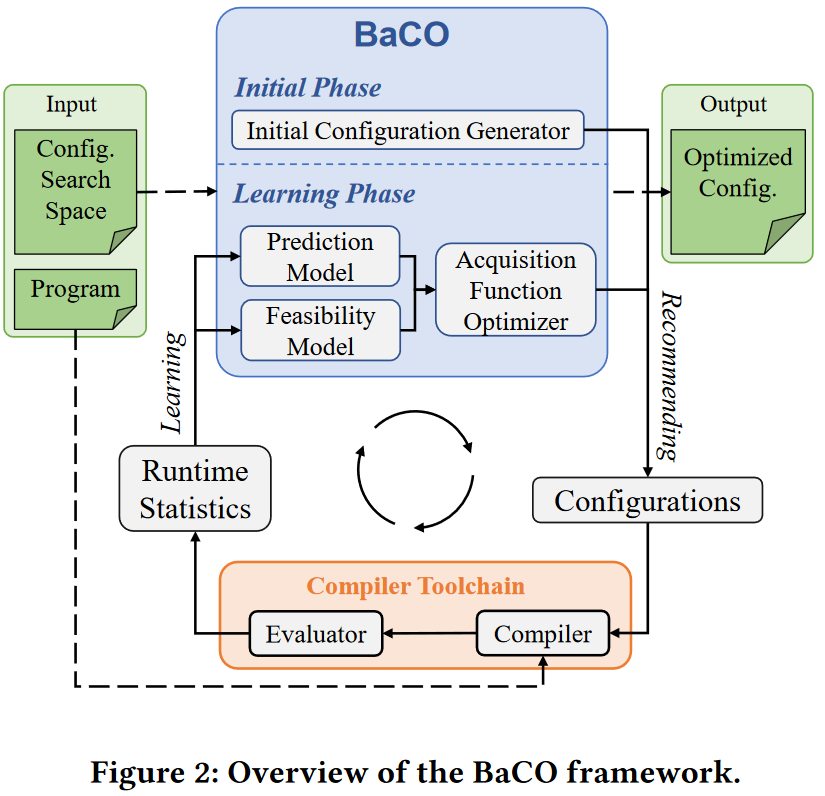 BaCO
Input
Config.
Search
Space
Program
Initial Phase
Initial Configuration Generator
Learning Phase
Prediction
Model
Feasibility
Model
Acquisition
Function
Optimizer
Output
Optimized
Config.
Learning
Recommending
Runtime
Statistics
Configurations
Compiler Toolchain
Evaluator
Compiler
Figure 2: Overview of the BaCO framework.